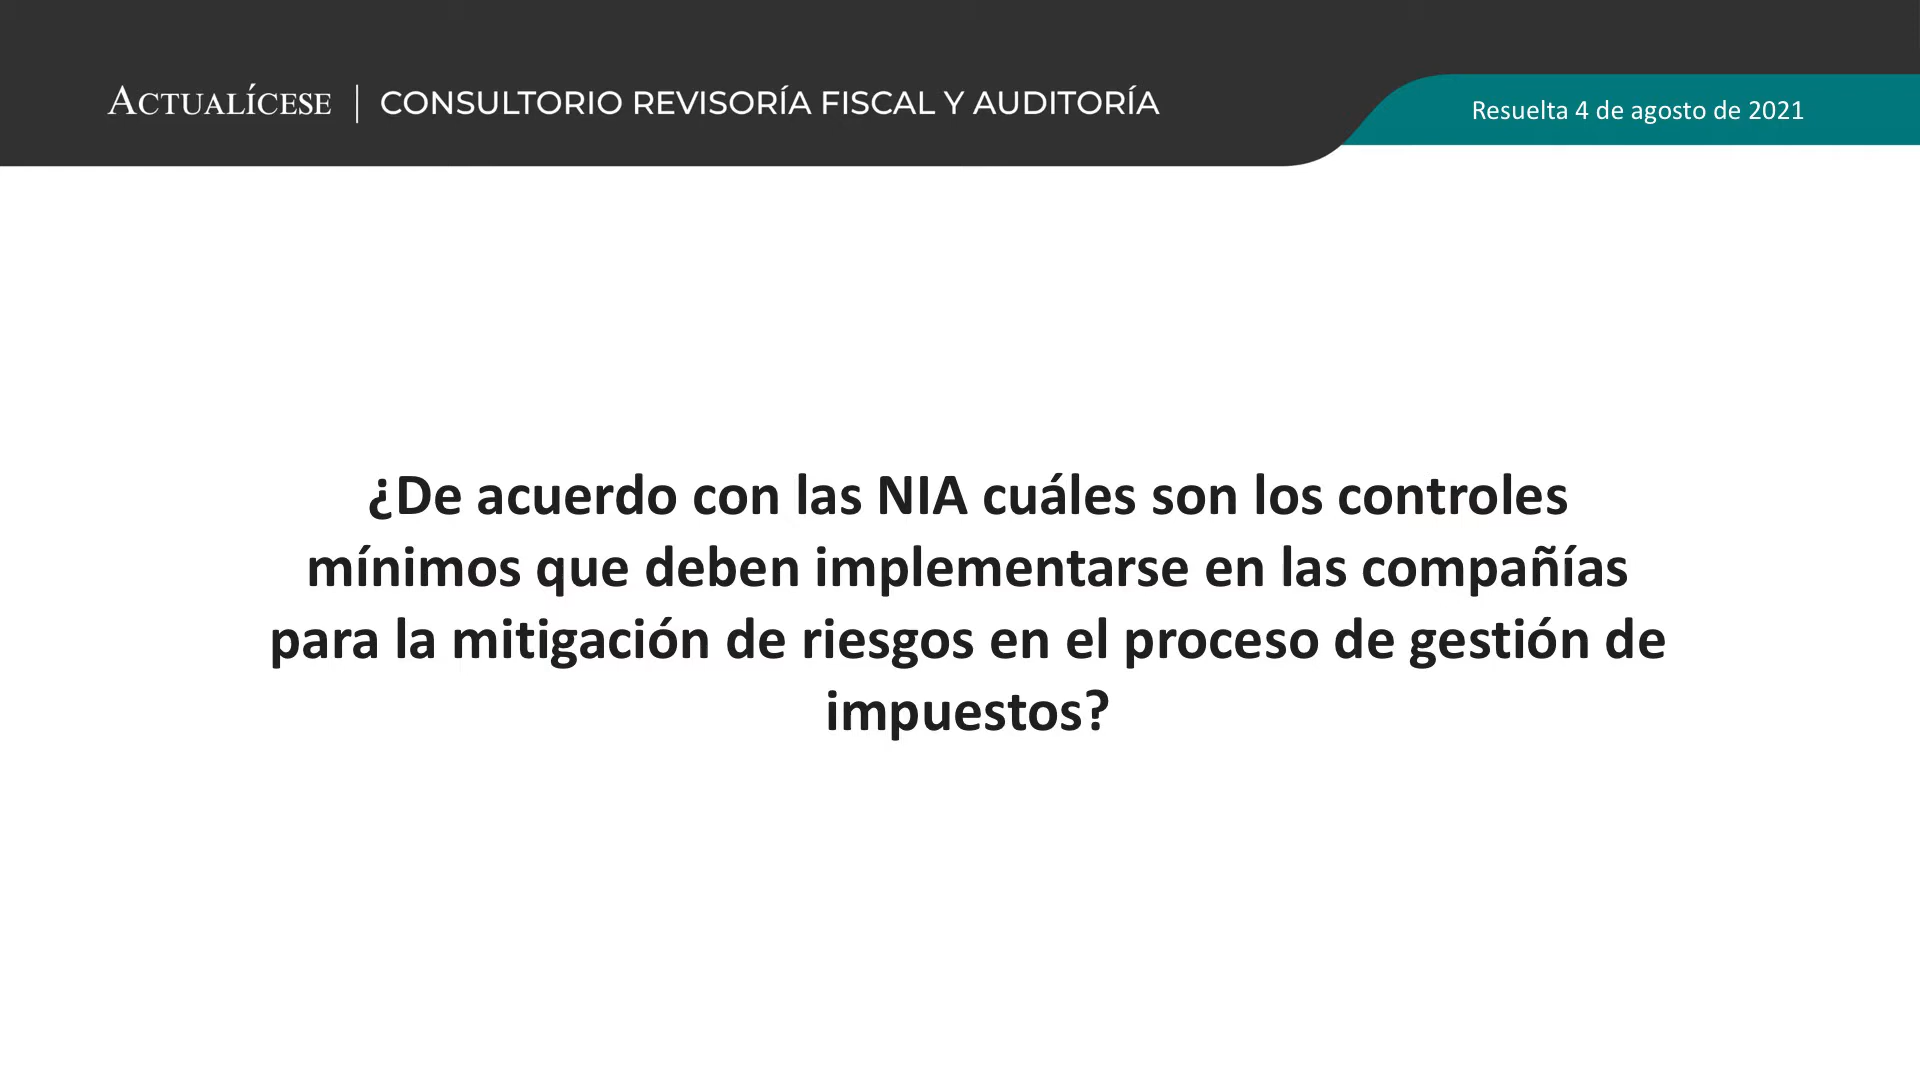 ACTUALÍCESE | CONSULTORIO REVISORÍA FISCAL Y AUDITORÍA
Resuelta 4 de agosto de 2021
¿De acuerdo con las NIA cuáles son los controles
mínimos que deben implementarse en las compañías
para la mitigación de riesgos en el proceso de gestión de
impuestos?